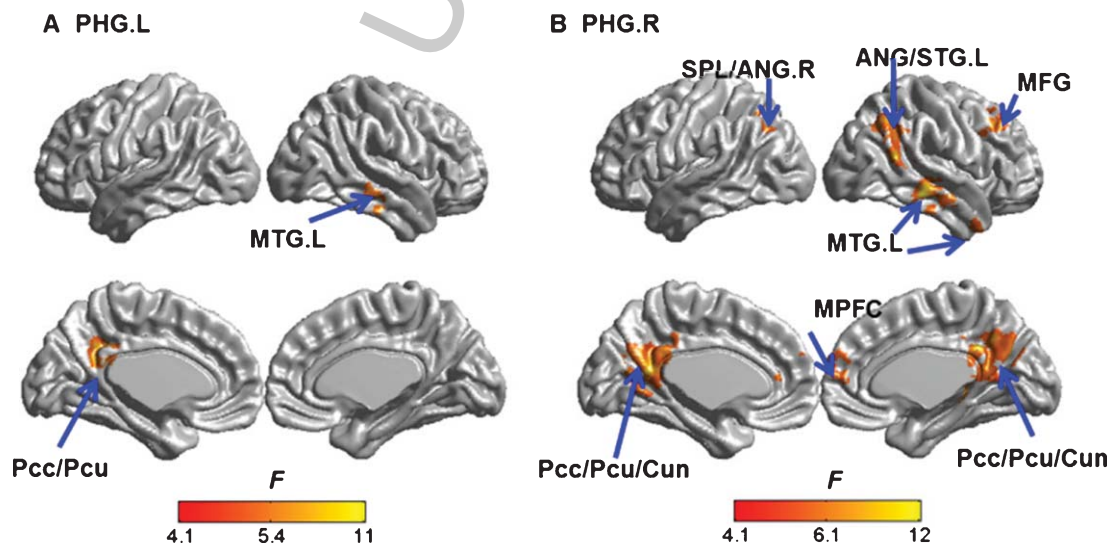 A PHG.L
B PHG.R
SPL/ANG.R
ANG/STG.L
MFG
MTG.L
MTG.L
MPFC
Pcc/Pcu
Pcc/Pcu/Cun
Pcc/Pcu/Cun
F
4.1 5.4 11
F
4.1 6.1 12